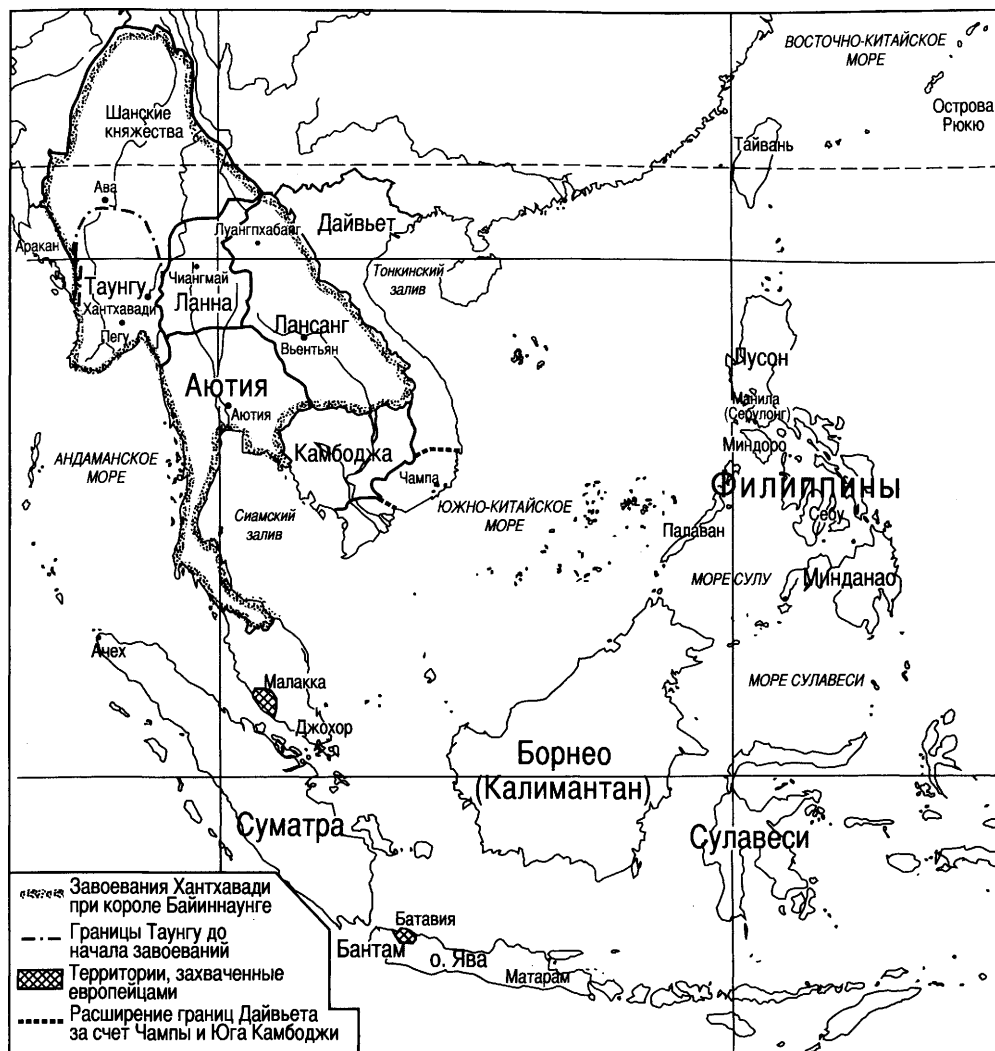 ВОСТОЧНО-КИТАЙСКОЕ
МОРЕ
Острова
Рюкю
Шанские
княжества
Тайвань
Ава
Дайвьет
Луангпхабанг
Аракан
Тонкинский
залив
Чиангмай
Таунгу
Ланна
Хантхавади
Пегу
Лансанг
Вьентьян
Лусон
Аютия
Аютия
Манила
(Серулонг)
Миндоро
Камбоджа
АНДАМАНСКОЕ
МОРЕ
Чампа
Филиппины
ЮЖНО-КИТАЙСКОЕ
МОРЕ
Себу
Сиамский
залив
Палаван
МОРЕ СУЛУ
Минданао
Ачех
Малакка
МОРЕ СУЛАВЕСИ
Джохор
Борнео
(Калимантан)
Суматра
Сулавеси
Батавия
Бантам
о. Ява
Матарам
Завоевания Хантхавади
при короле Байиннаунге
Границы Таунгу до
начала завоеваний
Территории, захваченные
европейцами
Расширение границ Дайвьета
за счет Чампы и Юга Камбоджи